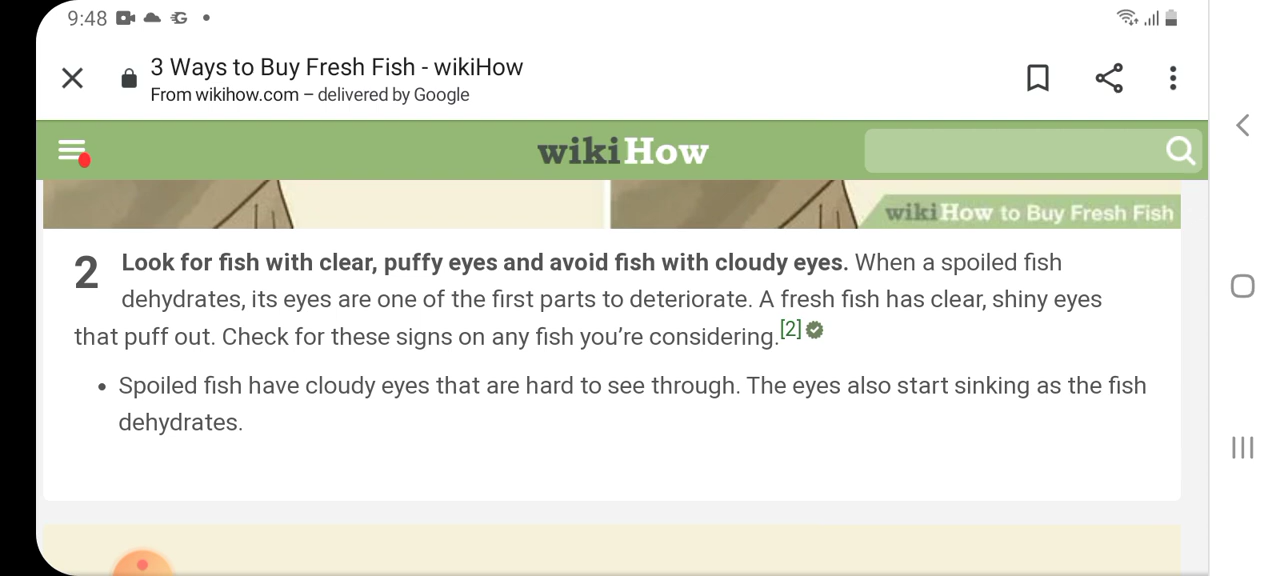 9:48
3 Ways to Buy Fresh Fish - wikiHow
From wikihow.com – delivered by Google
wikiHow
wikiHow to Buy Fresh Fish
2 Look for fish with clear, puffy eyes and avoid fish with cloudy eyes. When a spoiled fish
dehydrates, its eyes are one of the first parts to deteriorate. A fresh fish has clear, shiny eyes
that puff out. Check for these signs on any fish you’re considering.[2]
• Spoiled fish have cloudy eyes that are hard to see through. The eyes also start sinking as the fish
dehydrates.